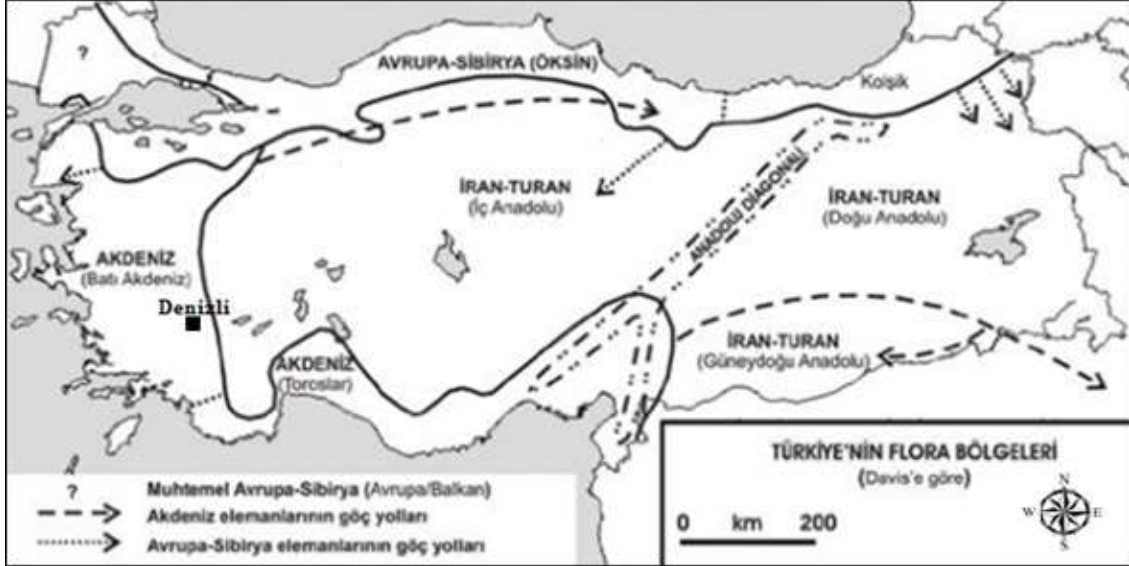 ?
AVRUPA-SİBİRYA (ÖKSİN)
Kolşik
İRAN-TURAN
(İç Anadolu)
ANADOLU DİAGONALİ
İRAN-TURAN
(Doğu Anadolu)
AKDENİZ
(Batı Akdeniz)
Denizli
AKDENİZ
(Toroslar)
İRAN-TURAN
(Güneydoğu Anadolu)
? Muhtemel Avrupa-Sibirya (Avrupa/Balkan)
Akdeniz elemanlarının göç yolları
Avrupa-Sibirya elemanlarının göç yolları
TÜRKİYE'NİN FLORA BÖLGELERİ
(Davis'e göre)
0 km 200
N
W E
S